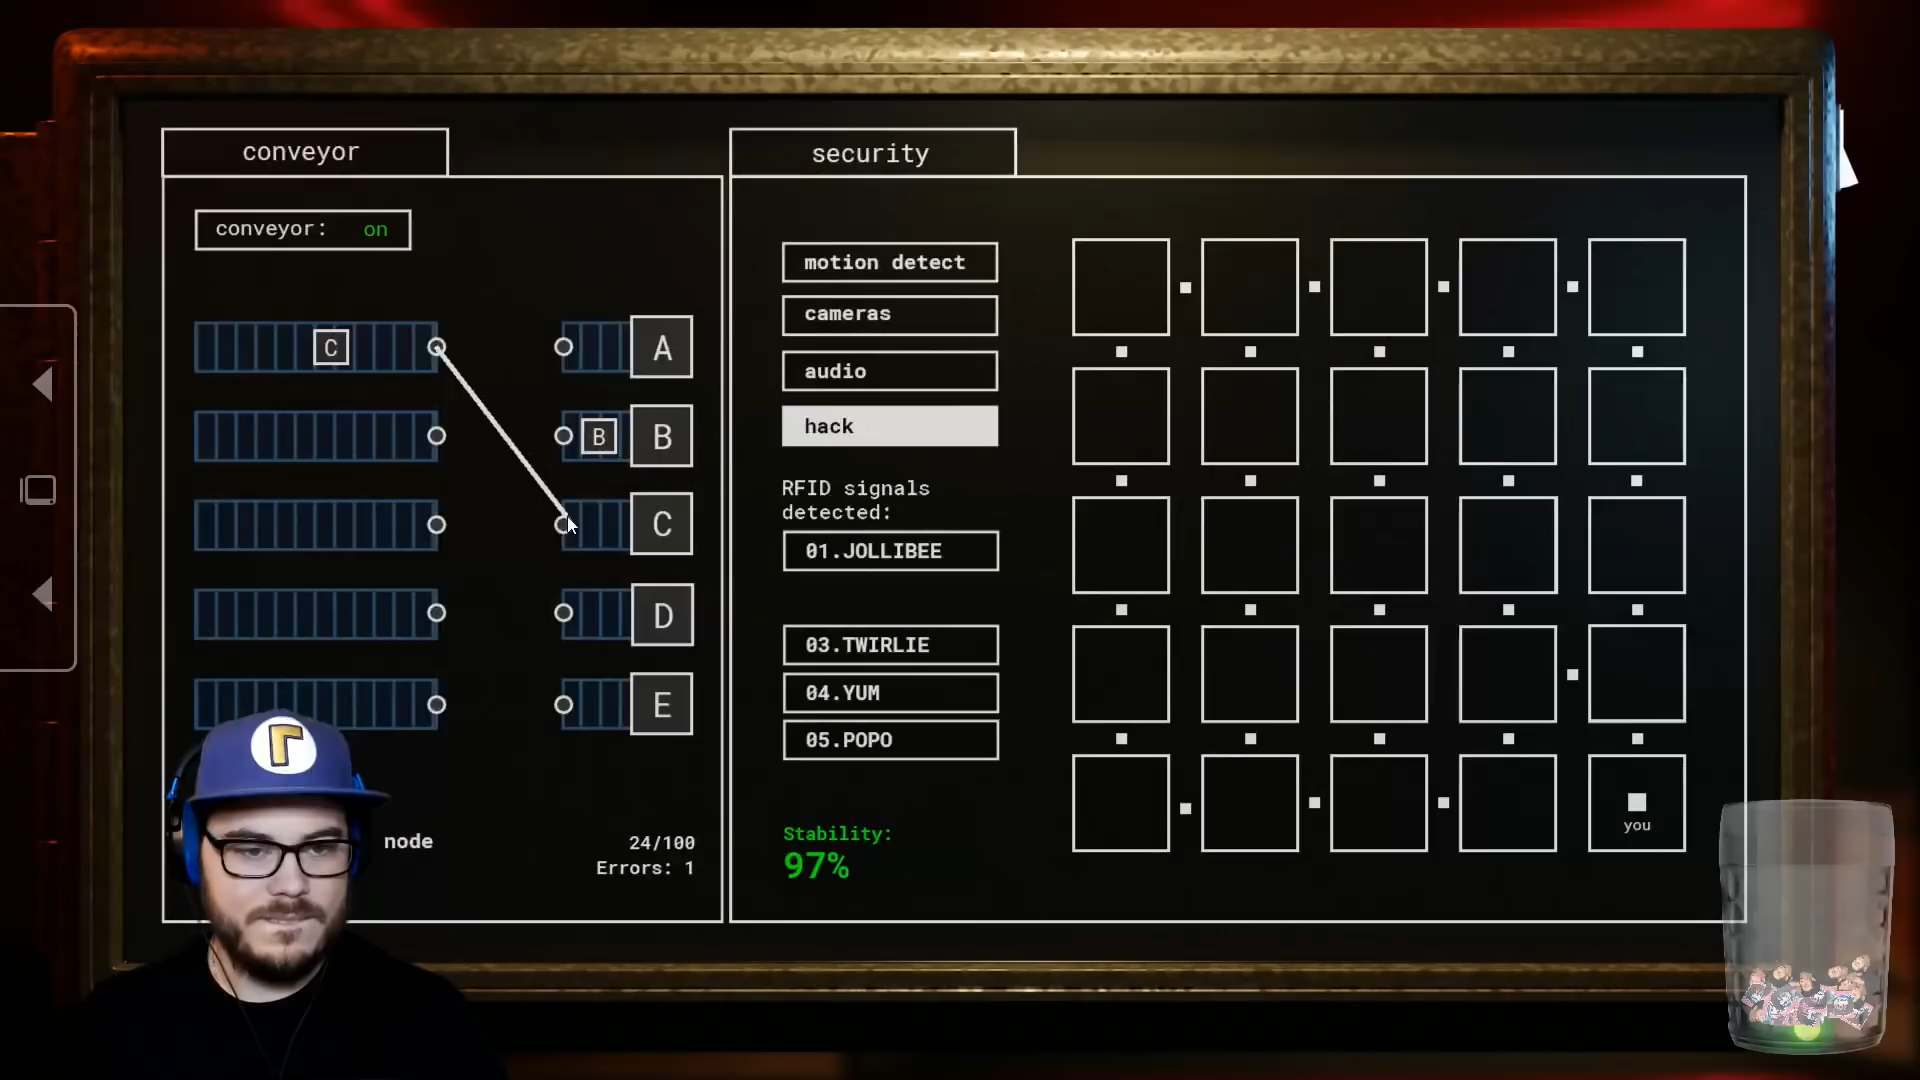 conveyor
security
conveyor: on
motion detect
cameras
audio
hack
RFID signals
detected:
01.JOLLIBEE
03.TWIRLIE
04.YUM
05.POPO
Stability:
97%
C
A
B
B
C
D
E
node
24/100
Errors: 1
you